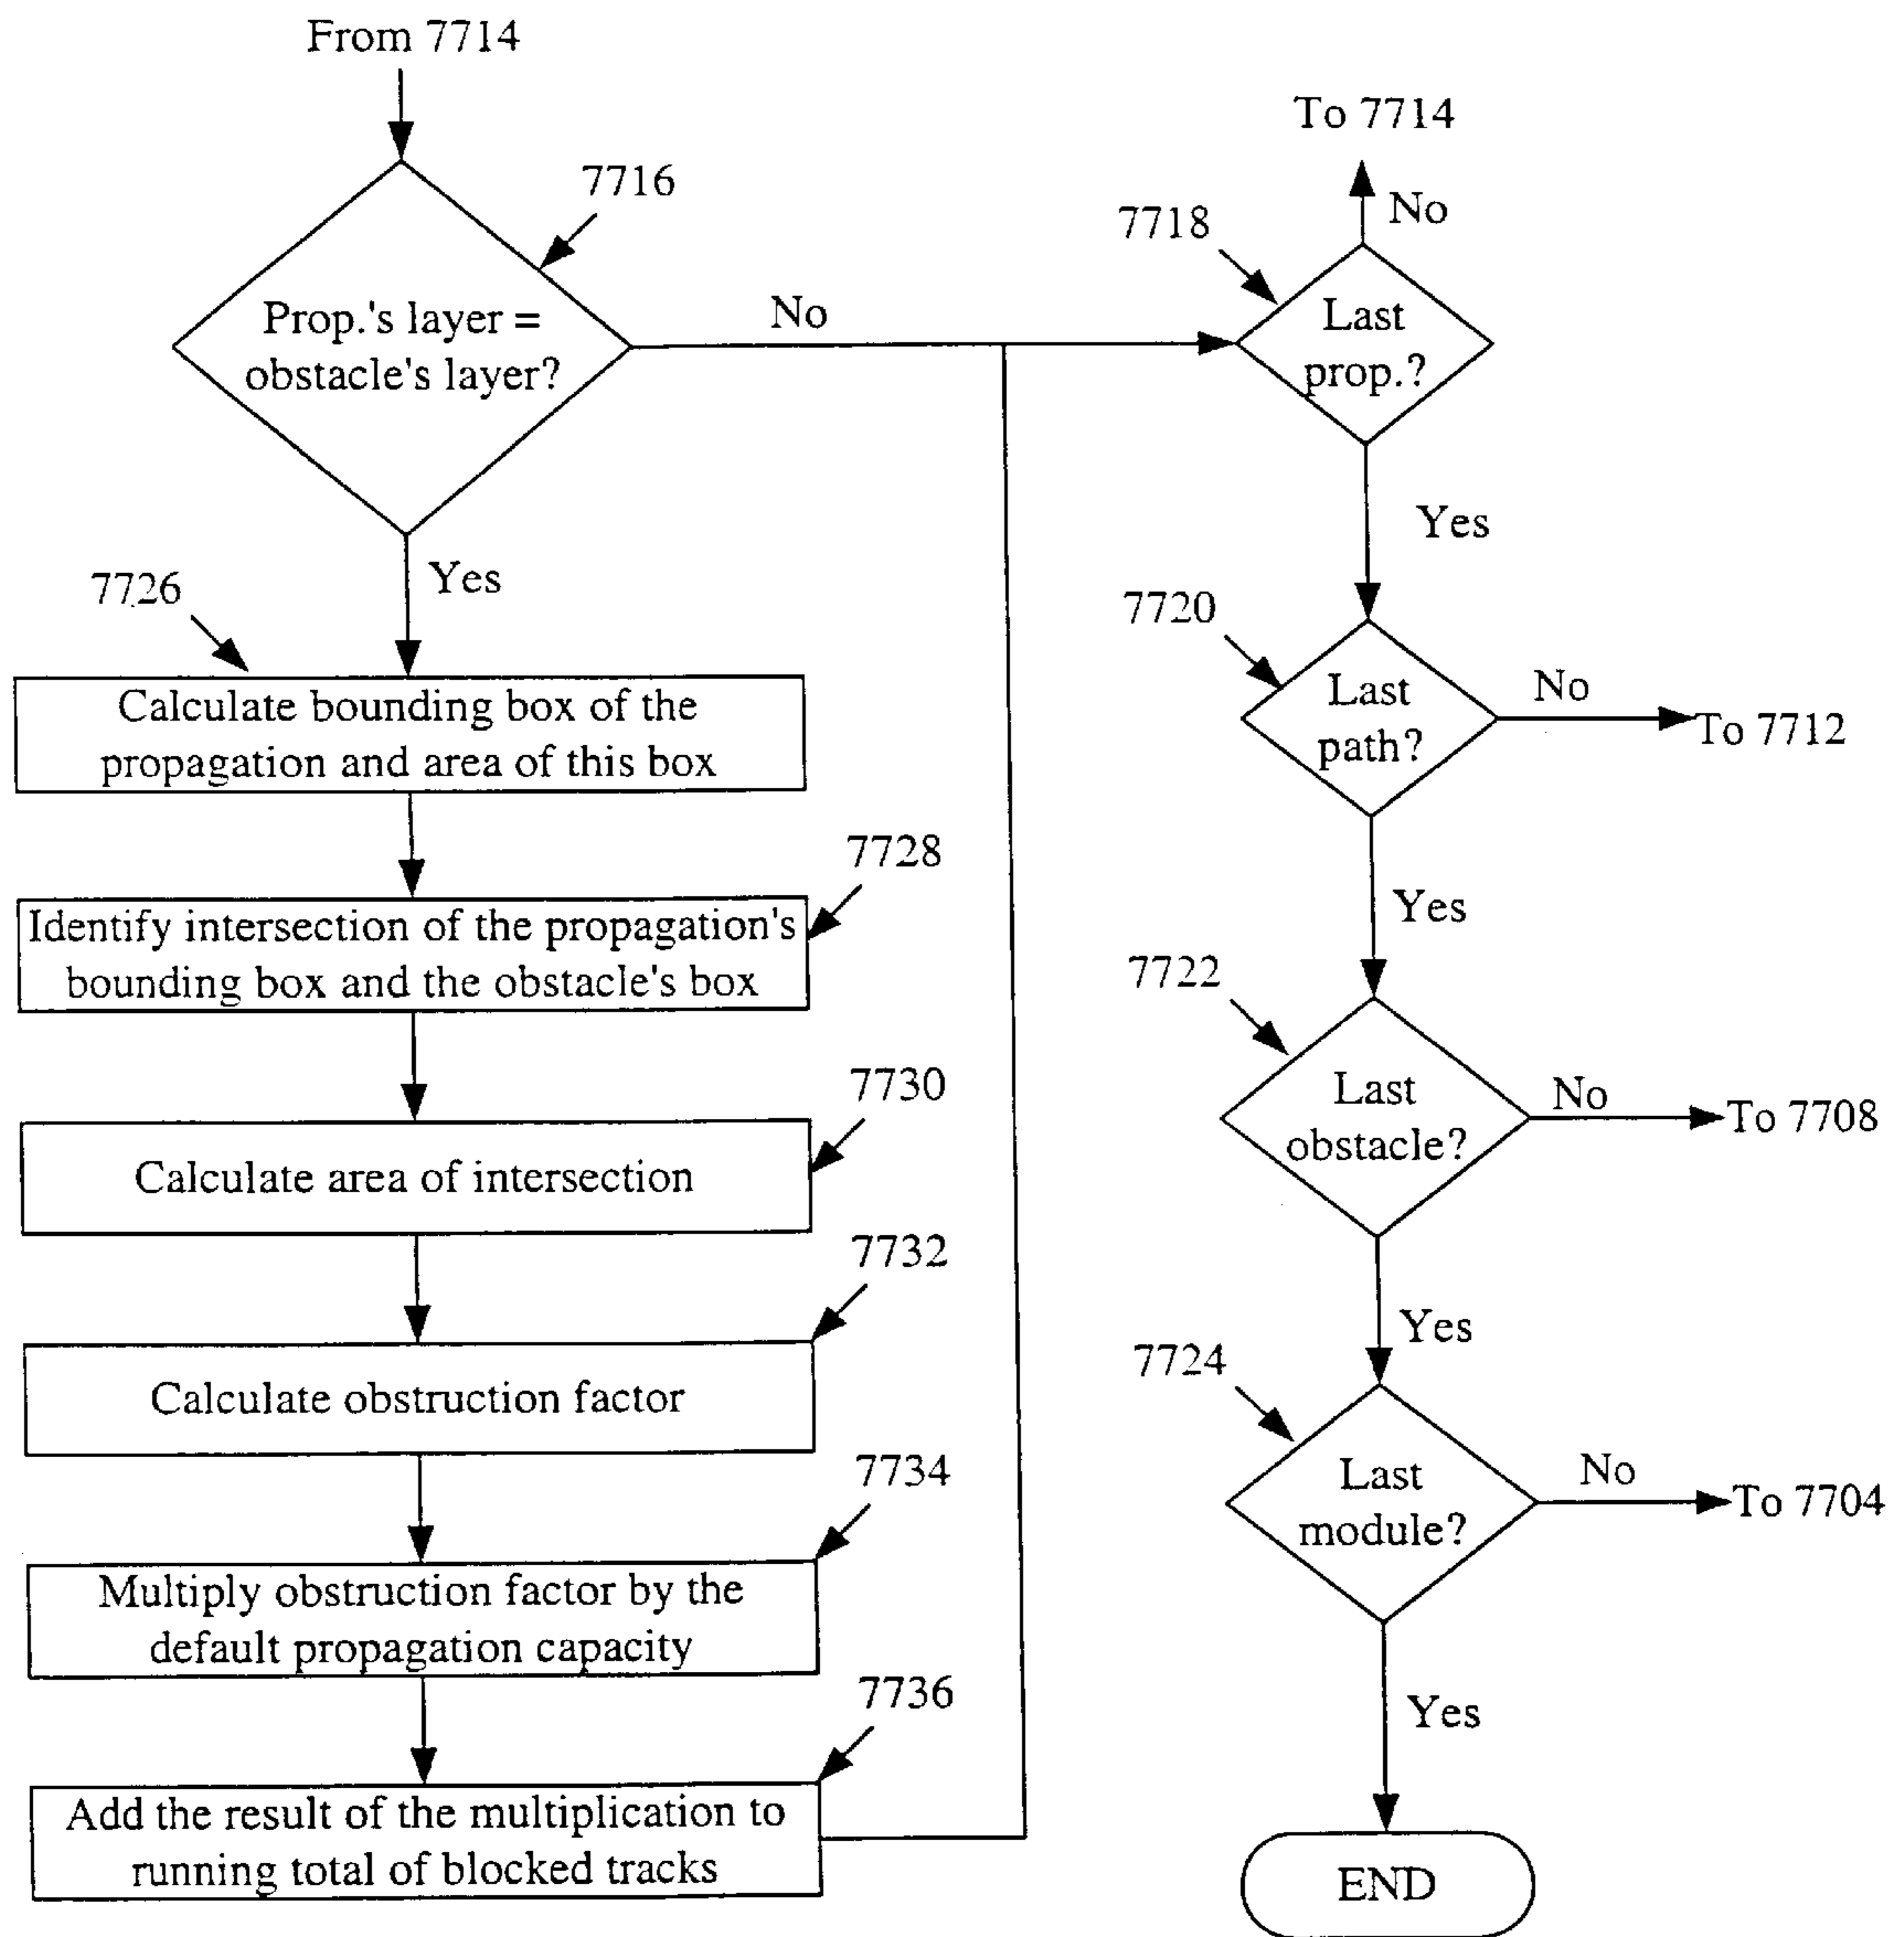 From 7714
7716
Prop.'s layer =
obstacle's layer?
No
Yes
7726
Calculate bounding box of the
propagation and area of this box
7728
Identify intersection of the propagation's
bounding box and the obstacle's box
7730
Calculate area of intersection
7732
Calculate obstruction factor
7734
Multiply obstruction factor by the
default propagation capacity
7736
Add the result of the multiplication to
running total of blocked tracks
To 7714
No
7718
Last
prop.?
Yes
7720
Last
path?
No
To 7712
Yes
7722
Last
obstacle?
No
To 7708
Yes
7724
Last
module?
No
To 7704
Yes
END